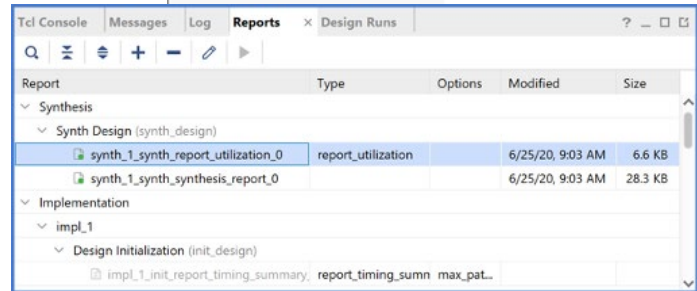 Tcl Console Messages Log Reports × Design Runs ? _ □
Report Type Options Modified Size
Synthesis
Synth Design (synth_design)
synth_1_synth_report_utilization_0 report_utilization 6/25/20, 9:03 AM 6.6 KB
synth_1_synth_synthesis_report_0 6/25/20, 9:03 AM 28.3 KB
Implementation
impl_1
Design Initialization (init_design)
impl_1_init_report_timing_summary_ report_timing_sumn max_pat...